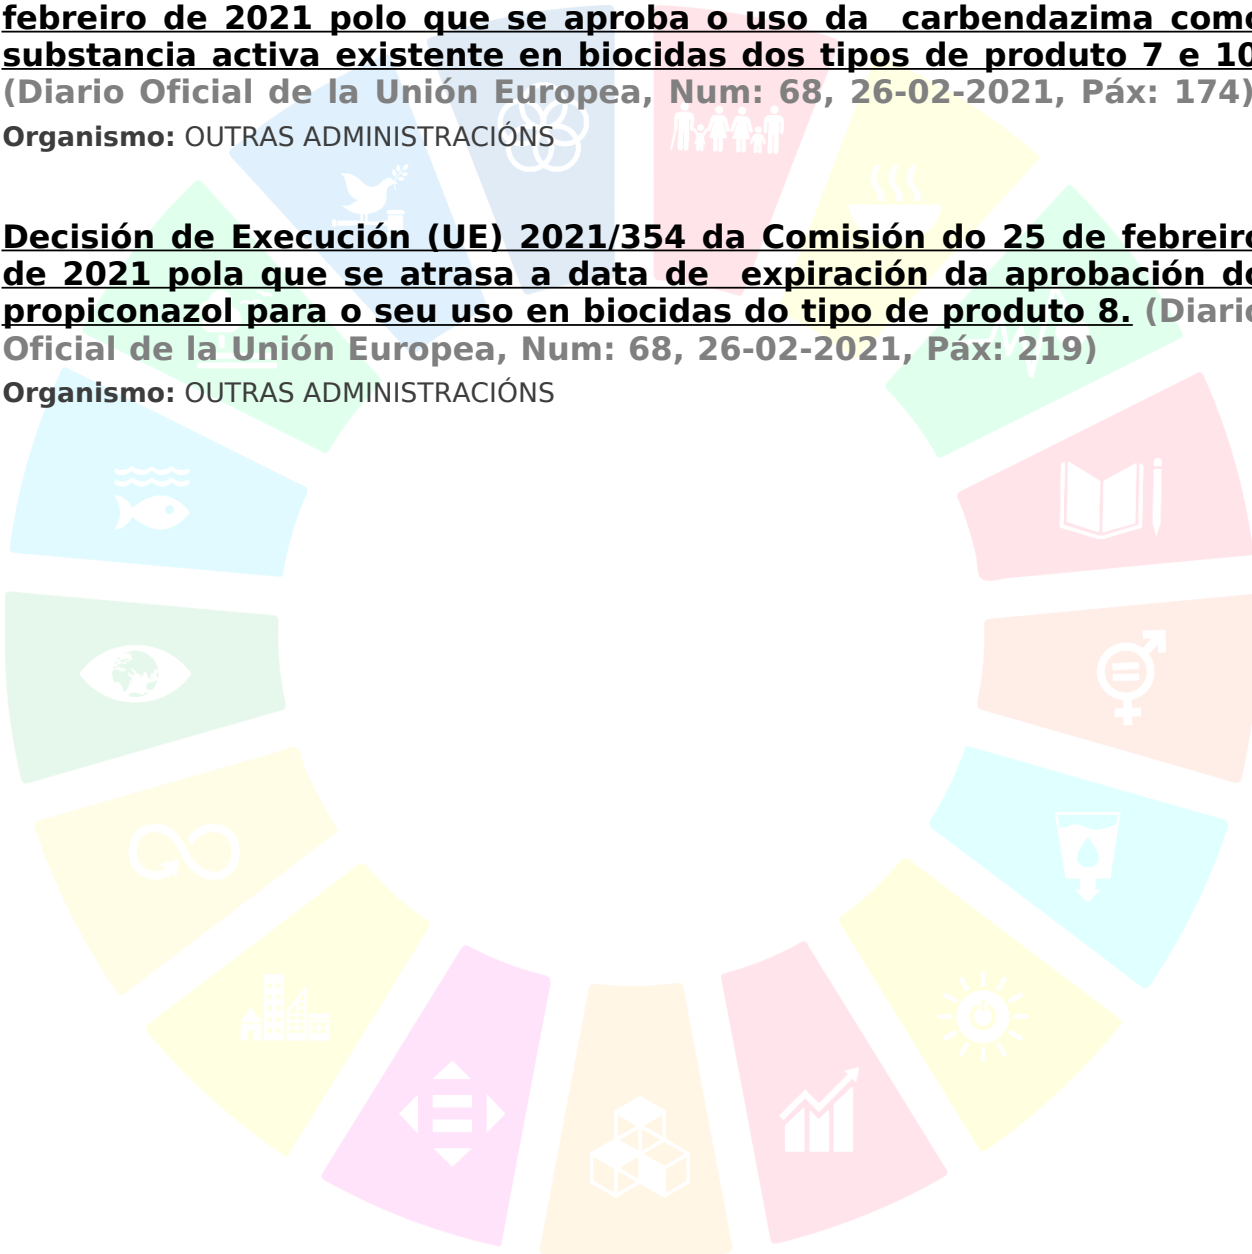 febreiro de 2021 polo que se aproba o uso da carbendazima como
substancia activa existente en biocidas dos tipos de produto 7 e 10
(Diario Oficial de la Unión Europea, Num: 68, 26-02-2021, Páx: 174)
Organismo: OUTRAS ADMINISTRACIÓNS
Decisión de Execución (UE) 2021/354 da Comisión do 25 de febreiro
de 2021 pola que se atrasa a data de expiración da aprobación do
propiconazol para o seu uso en biocidas do tipo de produto 8. (Diario
Oficial de la Unión Europea, Num: 68, 26-02-2021, Páx: 219)
Organismo: OUTRAS ADMINISTRACIÓNS